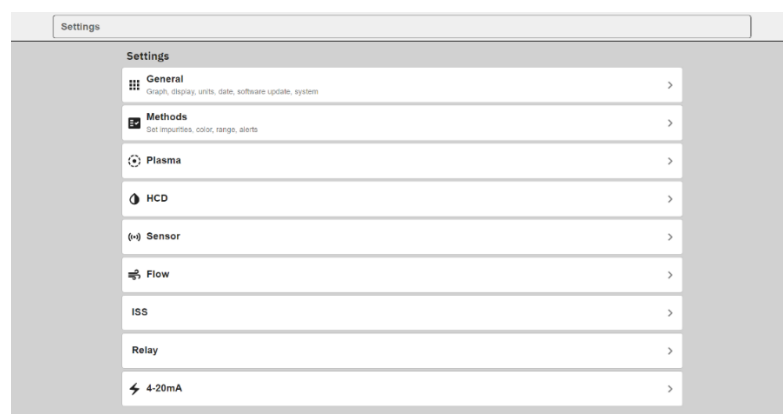 Settings
Settings
General
Graph, display, units, date, software update, system
Methods
Set impurities, color, range, alerts
Plasma
HCD
Sensor
Flow
ISS
Relay
4-20mA